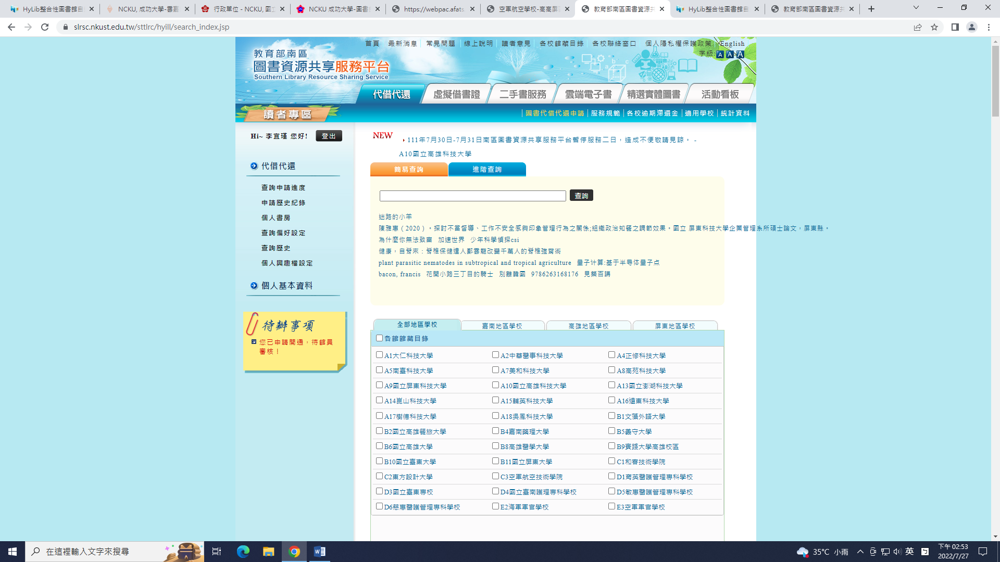 HyLib整合性圖書館自
NCKU, 成功大學-雲嘉
行政單位 - NCKU, 國立
NCKU 成功大學-圖書
https://webpac.afats.
空軍航空學校-高高屏
教育部南區圖書資源共
HyLib整合性圖書館自
教育部南區圖書資源共
slrsc.nkust.edu.tw/sttlrc/hyill/search_index.jsp
首頁 最新消息 常見問題 線上說明 讀者意見 各校館藏目錄 各校聯絡窗口 個人隱私權保護政策 English
字級: A A A
教育部南區
圖書資源共享服務平台
Southern Library Resource Sharing Service
代借代還 虛擬借書證 二手書服務 雲端電子書 精選實體圖書 活動看板
讀者專區
圖書代借代還申請 | 服務規範 | 各校逾期滯還金 | 適用學校 | 統計資料
Hi~ 李宜瑾 您好! 登出
代借代還
查詢申請進度
申請歷史紀錄
個人書房
查詢偏好設定
查詢歷史
個人興趣檔設定
個人基本資料
待辦事項
您已申請開通，待館員
審核！
NEW
111年7月30日-7月31日南區圖書資源共享服務平台暫停服務二日，造成不便敬請見諒。 -
A10國立高雄科技大學
簡易查詢 進階查詢
查詢
迷路的小羊
陳雅惠（2020）。探討不當督導、工作不安全感與印象管理行為之關係;組織政治知覺之調節效果。國立 屏東科技大學企業管理系所碩士論文，屏東縣。
為什麼你無法致富 加速世界 少年科學偵探csi
健康，自脊來：脊椎保健達人鄭雲龍改變千萬人的脊椎強背術
plant parasitic nematodes in subtropical and tropical agriculture 量子计算:基于半导体量子点
bacon, francis 花開小路三丁目的騎士 別離韓國 9786263168176 見築百講
全部地區學校 嘉南地區學校 高雄地區學校 屏東地區學校
各館館藏目錄
A1大仁科技大學 A2中華醫事科技大學 A4正修科技大學
A5南臺科技大學 A7美和科技大學 A8高苑科技大學
A9國立屏東科技大學 A10國立高雄科技大學 A13國立澎湖科技大學
A14崑山科技大學 A15輔英科技大學 A16遠東科技大學
A17樹德科技大學 A18吳鳳科技大學 B1文藻外語大學
B2國立高雄餐旅大學 B4嘉南藥理大學 B5義守大學
B6國立高雄大學 B8高雄醫學大學 B9實踐大學高雄校區
B10國立臺東大學 B11國立屏東大學 C1和春技術學院
C2東方設計大學 C3空軍航空技術學院 D1育英醫護管理專科學校
D3國立臺東專校 D4國立臺南護理專科學校 D5敏惠醫護管理專科學校
D6慈惠醫護管理專科學校 E2海軍軍官學校 E3空軍軍官學校
在這裡輸入文字來搜尋
35°C 小雨
英
下午 02:53
2022/7/27